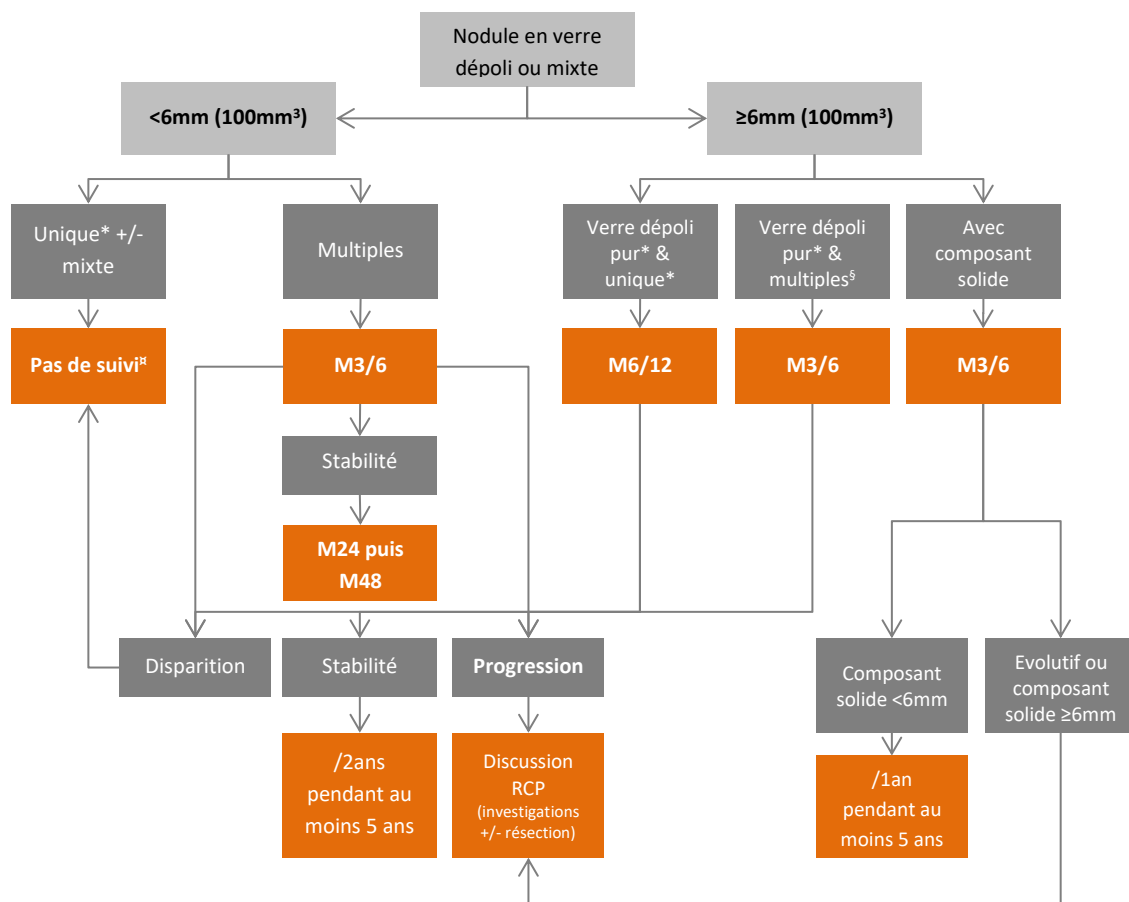 Nodule en verre
dépoli ou mixte
<6mm (100mm³)
≥6mm (100mm³)
Unique* +/-
mixte
Multiples
Verre dépoli
pur* &
unique*
Verre dépoli
pur* &
multiples§
Avec
composant
solide
Pas de suivi¤
M3/6
M6/12
M3/6
M3/6
Stabilité
M24 puis
M48
Disparition
Stabilité
Progression
Composant
solide <6mm
Evolutif ou
composant
solide ≥6mm
/2ans
pendant au
moins 5 ans
Discussion
RCP
(investigations
+/- résection)
/1an
pendant au
moins 5 ans